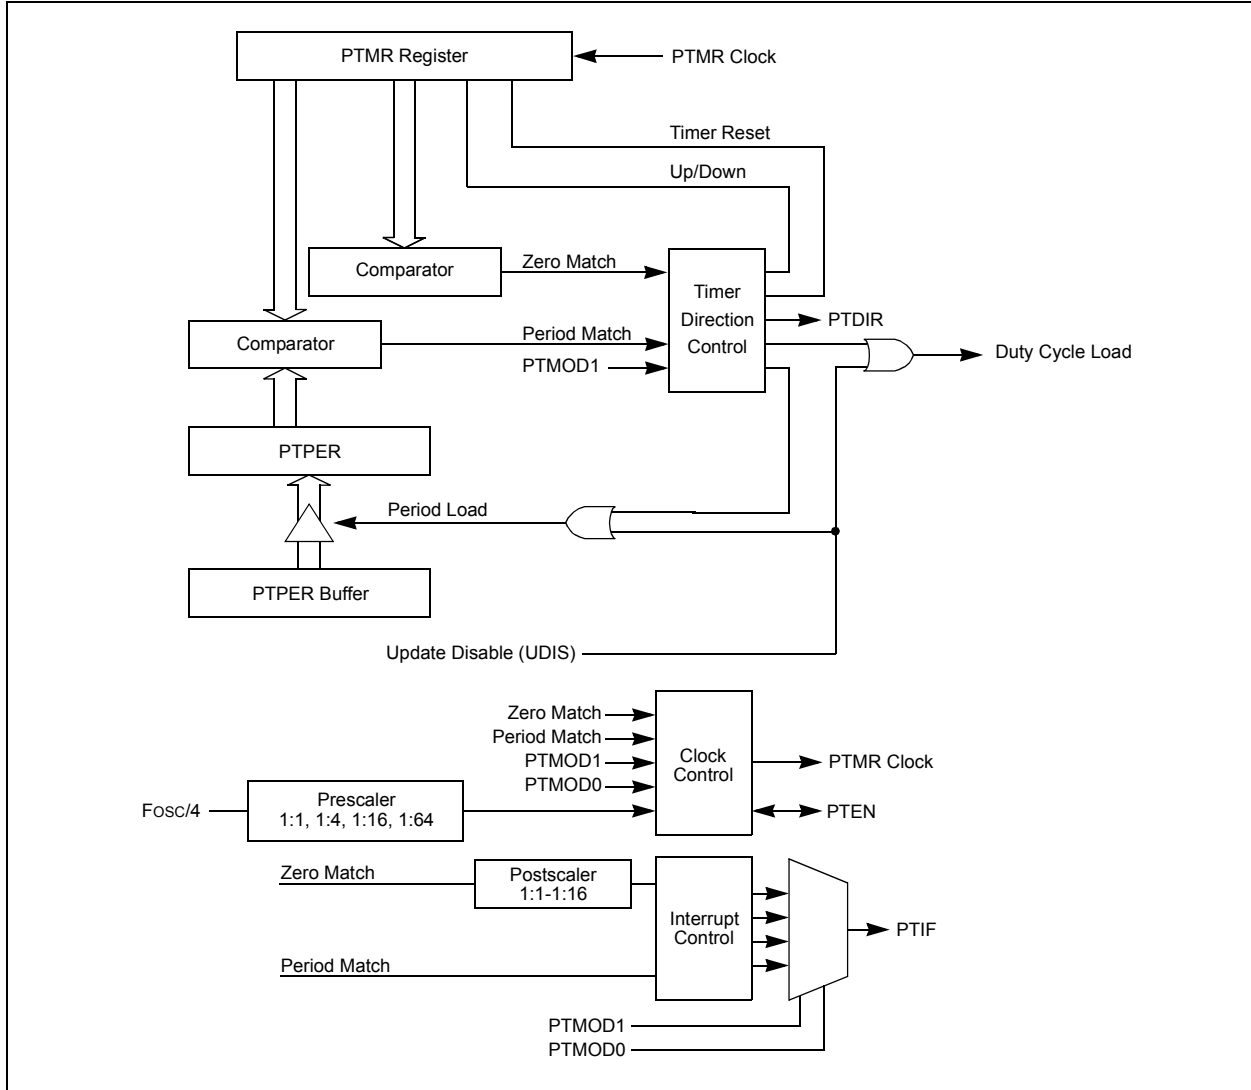 PTMR Register
PTMR Clock
Timer Reset
Up/Down
Comparator
Zero Match
Timer
Direction
Control
PTDIR
Comparator
Period Match
Duty Cycle Load
PTMOD1
PTPER
Period Load
PTPER Buffer
Update Disable (UDIS)
Zero Match
Period Match
PTMOD1
PTMOD0
Clock
Control
PTMR Clock
PTEN
FOSC/4
Prescaler
1:1, 1:4, 1:16, 1:64
Zero Match
Postscaler
1:1-1:16
Interrupt
Control
PTIF
Period Match
PTMOD1
PTMOD0